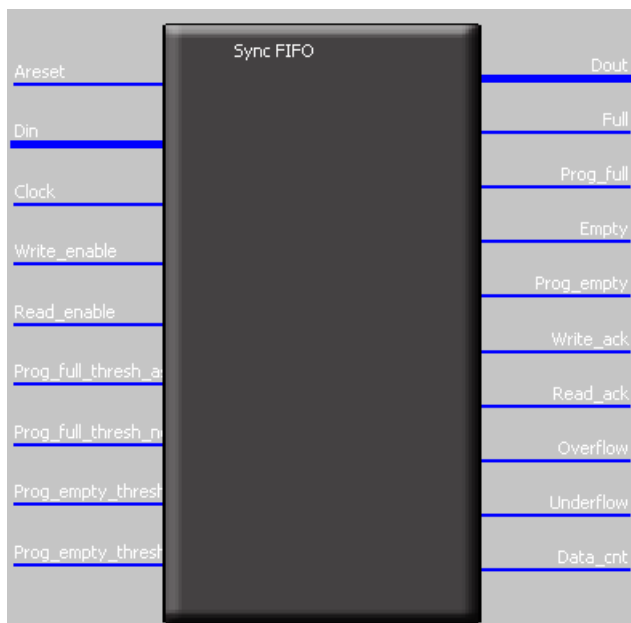 Sync FIFO
Areset
Din
Clock
Write_enable
Read_enable
Prog_full_thresh_a
Prog_full_thresh_n
Prog_empty_thresh
Prog_empty_thresh
Dout
Full
Prog_full
Empty
Prog_empty
Write_ack
Read_ack
Overflow
Underflow
Data_cnt